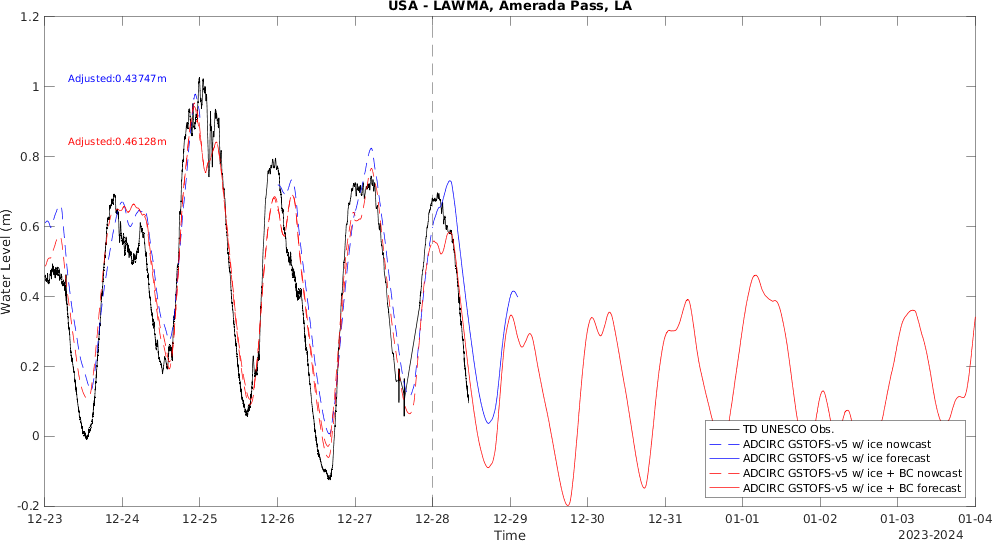 USA - LAWMA, Amerada Pass, LA
1.2
1
0.8
0.6
0.4
0.2
0
-0.2
Water Level (m)
Adjusted:0.43747m
Adjusted:0.46128m
TD UNESCO Obs.
ADCIRC GSTOFS-v5 w/ ice nowcast
ADCIRC GSTOFS-v5 w/ ice forecast
ADCIRC GSTOFS-v5 w/ ice + BC nowcast
ADCIRC GSTOFS-v5 w/ ice + BC forecast
12-23 12-24 12-25 12-26 12-27 12-28 12-29 12-30 12-31 01-01 01-02 01-03 01-04
Time
2023-2024